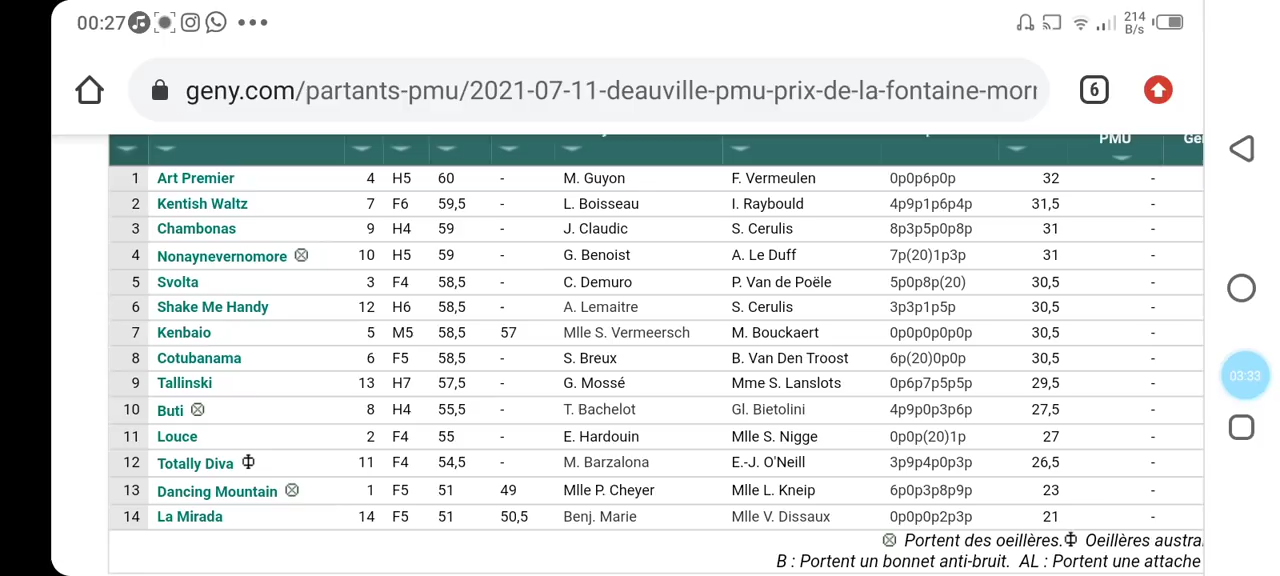 00:27 214 B/s
geny.com/partants-pmu/2021-07-11-deauville-pmu-prix-de-la-fontaine-morr 6
PMU
1 Art Premier 4 H5 60 - M. Guyon F. Vermeulen 0p0p6p0p 32 -
2 Kentish Waltz 7 F6 59,5 - L. Boisseau I. Raybould 4p9p1p6p4p 31,5 -
3 Chambonas 9 H4 59 - J. Claudic S. Cerulis 8p3p5p0p8p 31 -
4 Nonaynevernomore 10 H5 59 - G. Benoist A. Le Duff 7p(20)1p3p 31 -
5 Svolta 3 F4 58,5 - C. Demuro P. Van de Poële 5p0p8p(20) 30,5 -
6 Shake Me Handy 12 H6 58,5 - A. Lemaitre S. Cerulis 3p3p1p5p 30,5 -
7 Kenbaio 5 M5 58,5 57 Mlle S. Vermeersch M. Bouckaert 0p0p0p0p0p 30,5 -
8 Cotubanama 6 F5 58,5 - S. Breux B. Van Den Troost 6p(20)0p0p 30,5 -
9 Tallinski 13 H7 57,5 - G. Mossé Mme S. Lanslots 0p6p7p5p5p 29,5 -
10 Buti 8 H4 55,5 - T. Bachelot Gl. Bietolini 4p9p0p3p6p 27,5 -
11 Louce 2 F4 55 - E. Hardouin Mlle S. Nigge 0p0p(20)1p 27 -
12 Totally Diva 11 F4 54,5 - M. Barzalona E.-J. O'Neill 3p9p4p0p3p 26,5 -
13 Dancing Mountain 1 F5 51 49 Mlle P. Cheyer Mlle L. Kneip 6p0p3p8p9p 23 -
14 La Mirada 14 F5 51 50,5 Benj. Marie Mlle V. Dissaux 0p0p0p2p3p 21 -
Portent des oeillères. Oeillères austra
B : Portent un bonnet anti-bruit. AL : Portent une attache
03:33